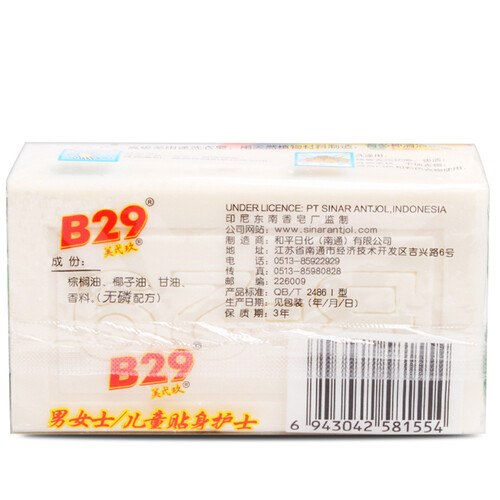 B29®
美代奴
成 份:
棕榈油、椰子油、甘油、
香料、(无磷配方)
UNDER LICENCE: PT SINAR ANTJOL,INDONESIA
印 尼 东 南 香 皂 厂 监 制
公司网站: www.sinarantjol.com
制 造 商: 和平日化(南通)有限公司
地 址: 江苏省南通市经济技术开发区吉兴路6号
电 话: 0513-85922929
传 真: 0513-85980828
邮 编: 226009
产品标准: QB/T 2486 I 型
生产日期: 见包装(年/月/日)
保 质 期: 3年
B29®
男女士/儿童贴身护士
6 943042 581554